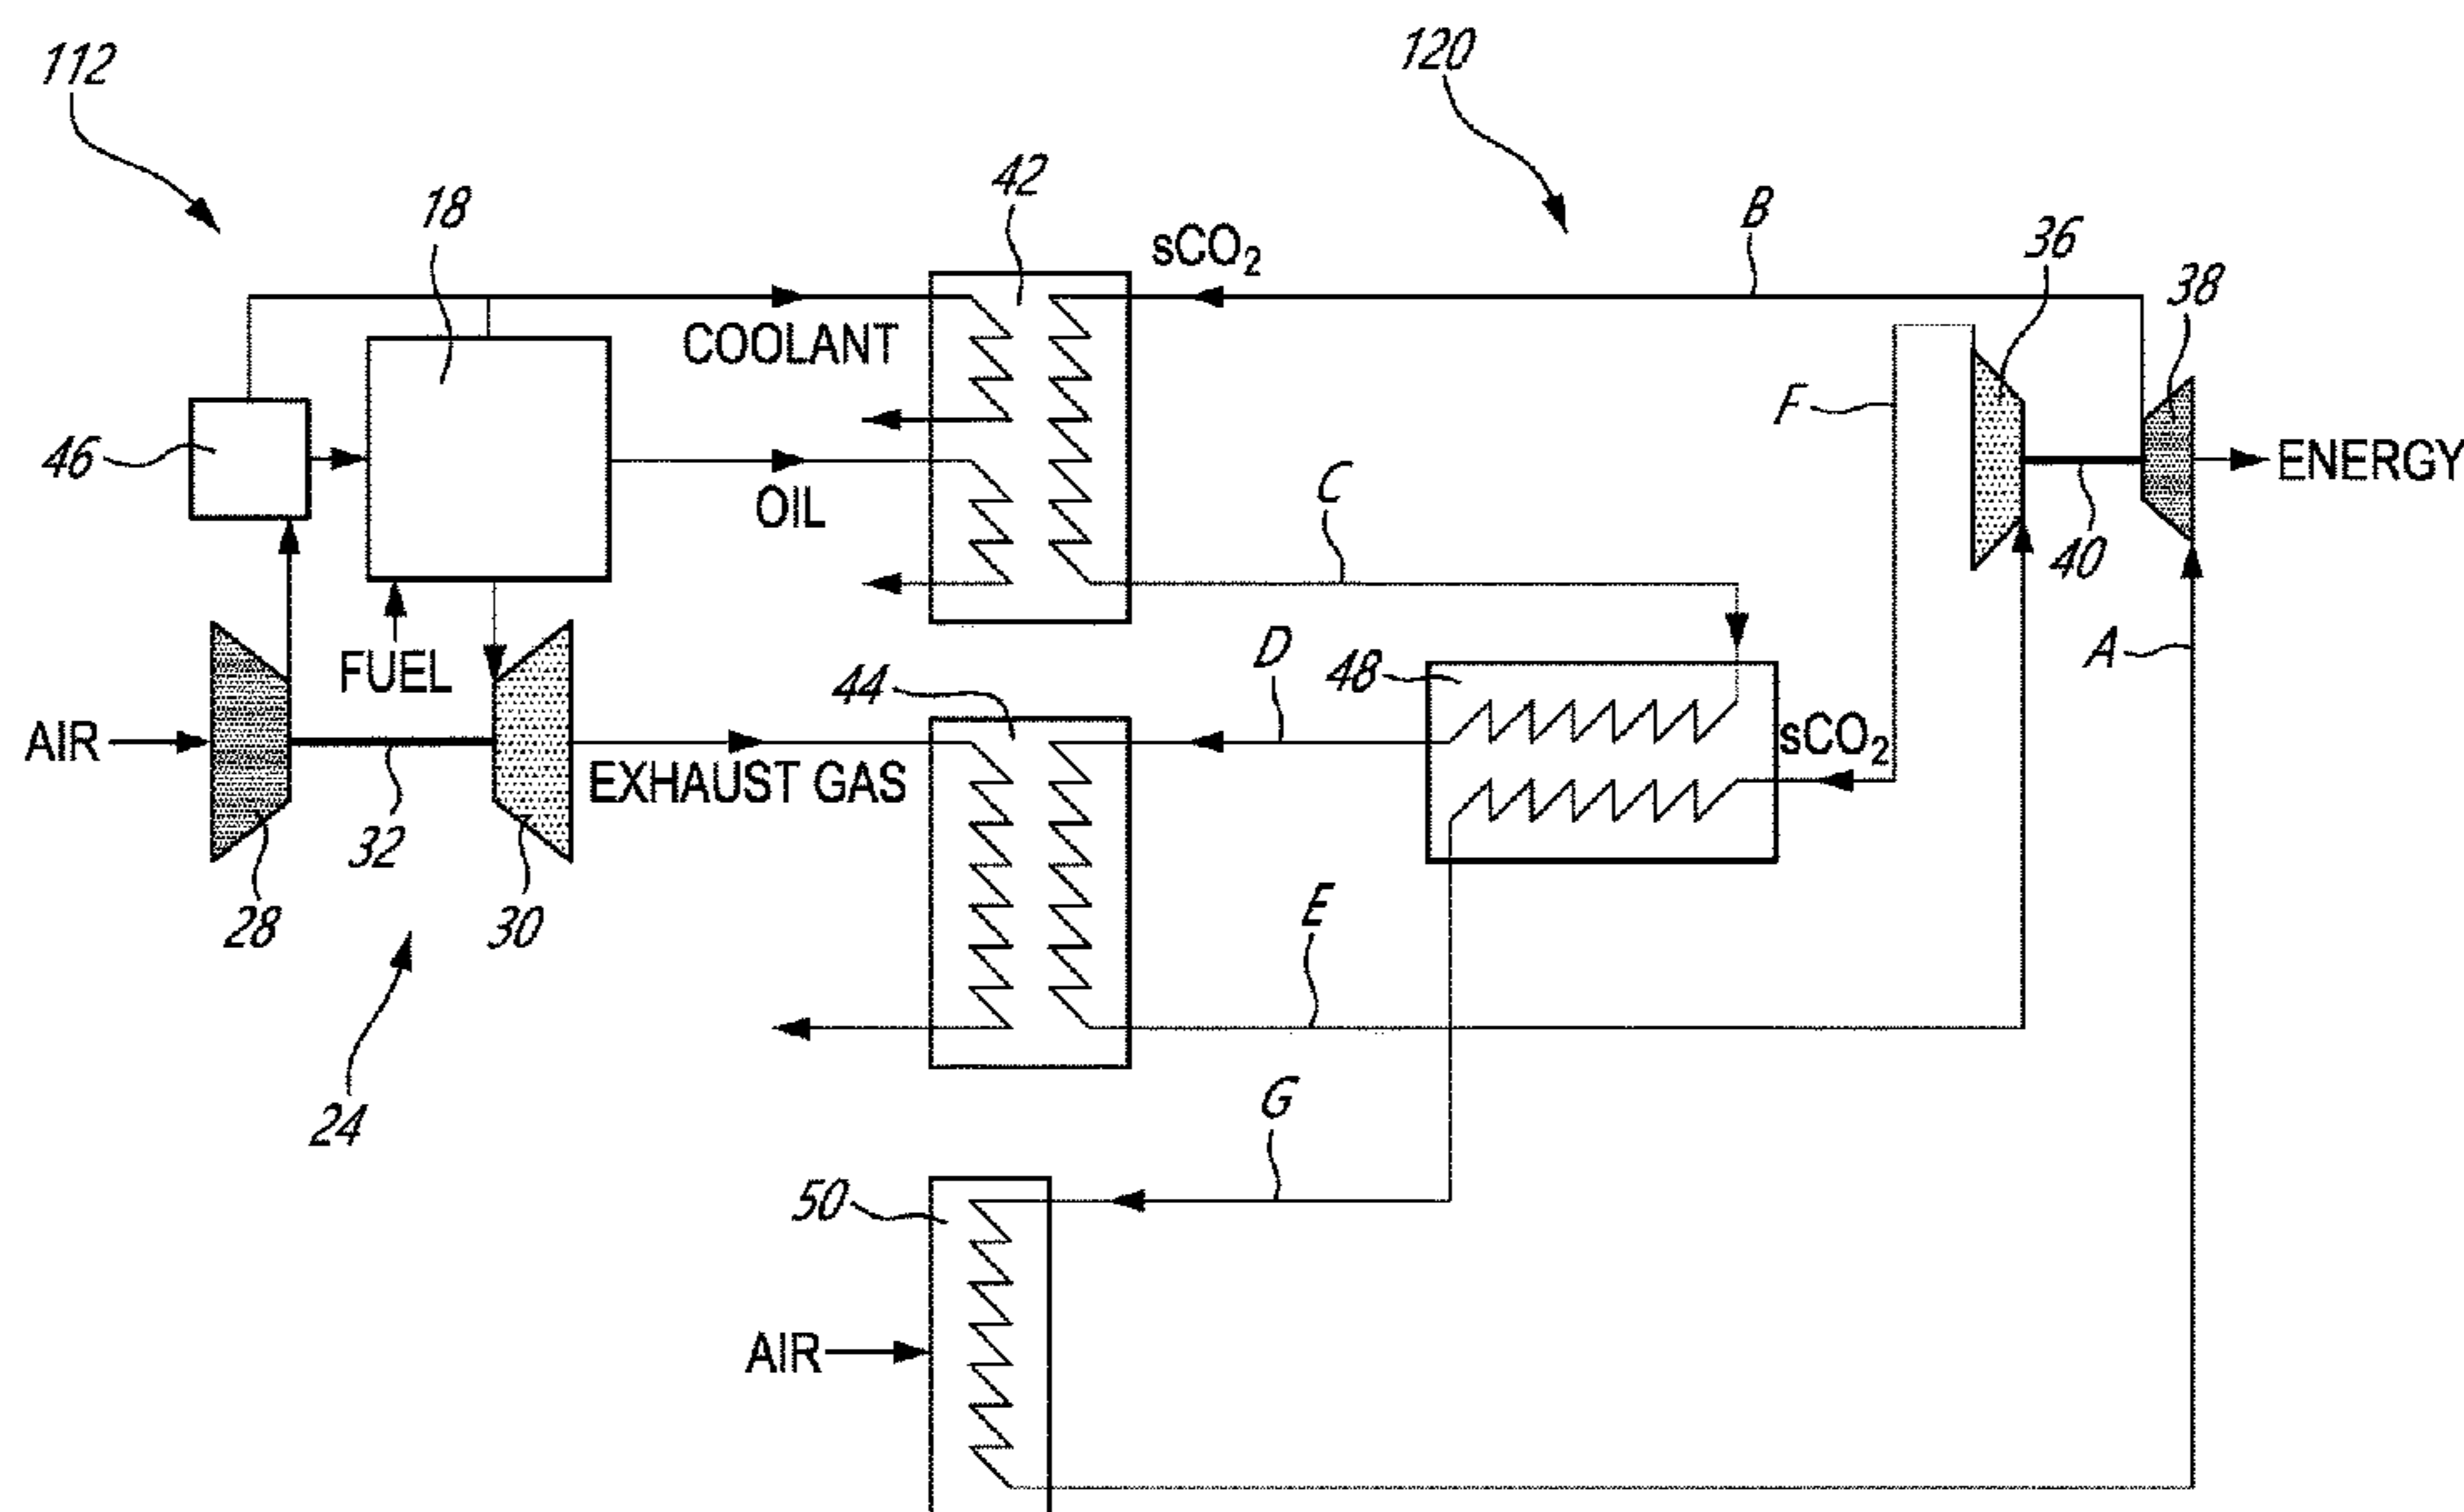 112
120
42
18
sCO₂
B
36
38
COOLANT
F
46
ENERGY
C
OIL
40
FUEL
D
48
A
44
AIR
sCO₂
EXHAUST GAS
32
28
30
E
24
G
50
AIR